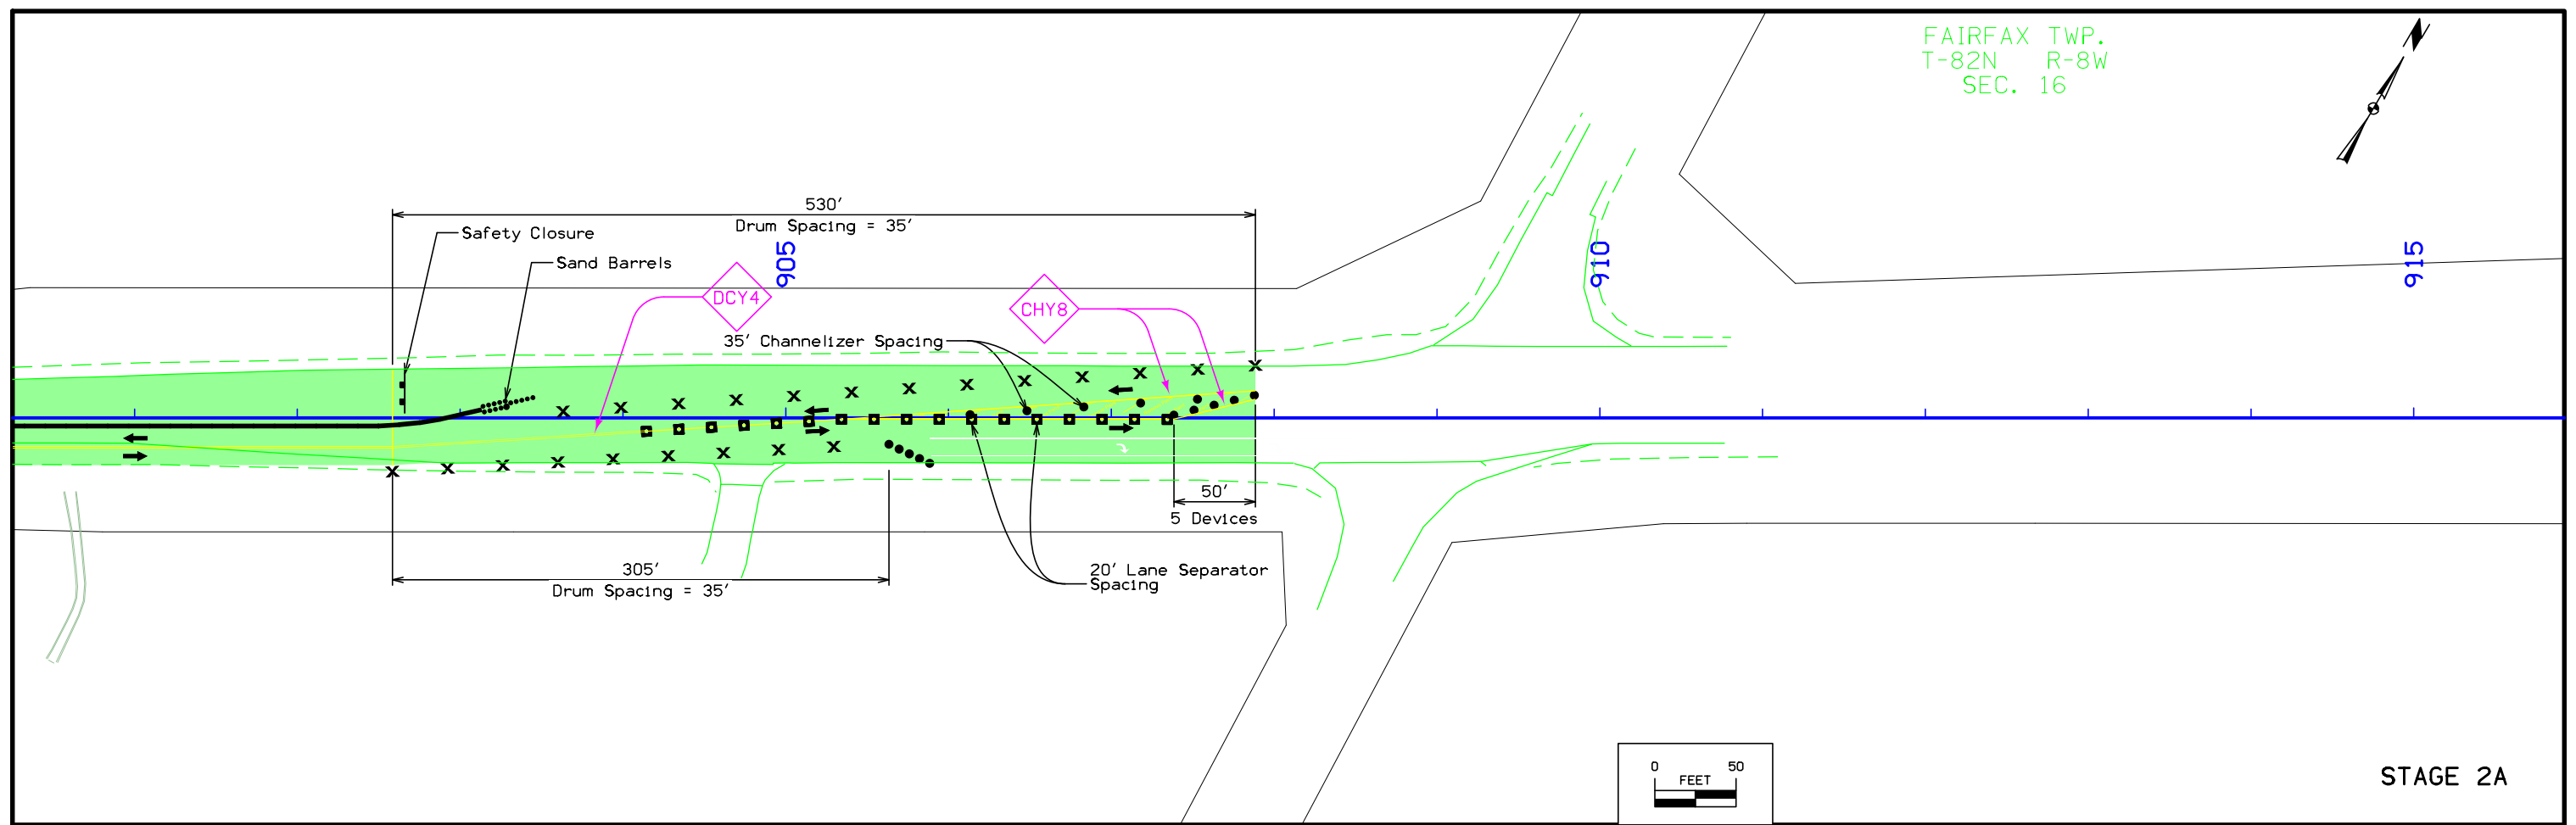 FAIRFAX TWP.
T-82N R-8W
SEC. 16
N
530'
Drum Spacing = 35'
Safety Closure
Sand Barrels
905
910
915
DCY4
CHY8
35' Channelizer Spacing
50'
5 Devices
305'
Drum Spacing = 35'
20' Lane Separator
Spacing
0 50
FEET
STAGE 2A